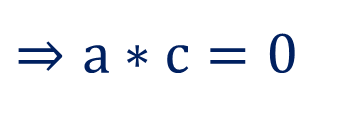 ⇒ a ∗ c = 0